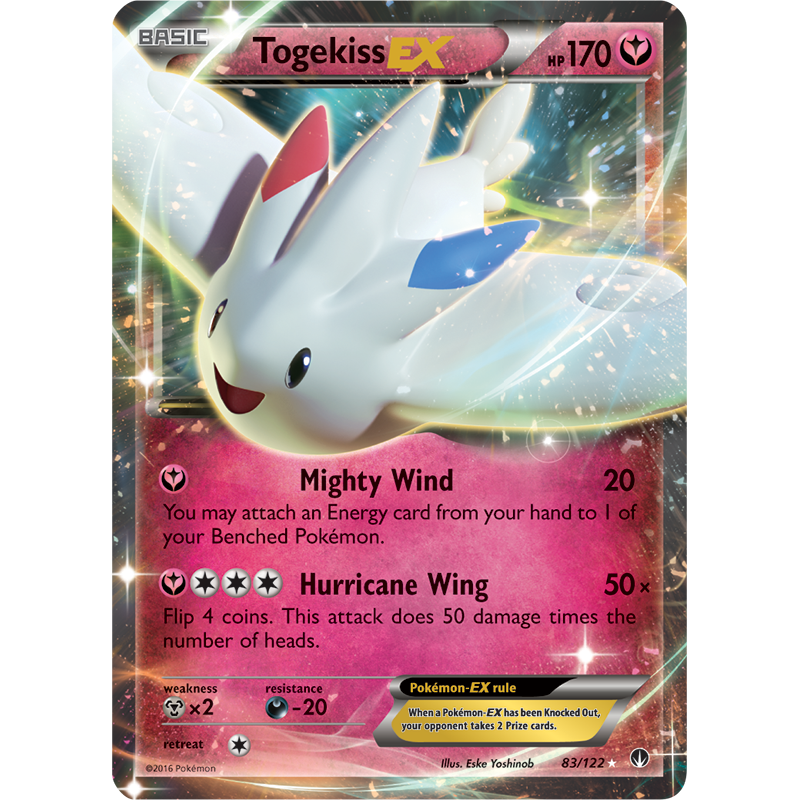 BASIC
TogekissEX
HP 170
Mighty Wind 20
You may attach an Energy card from your hand to 1 of
your Benched Pokémon.
Hurricane Wing 50×
Flip 4 coins. This attack does 50 damage times the
number of heads.
weakness
×2
resistance
-20
retreat
Pokémon-EX rule
When a Pokémon-EX has been Knocked Out,
your opponent takes 2 Prize cards.
©2016 Pokémon
Illus. Eske Yoshinob
83/122